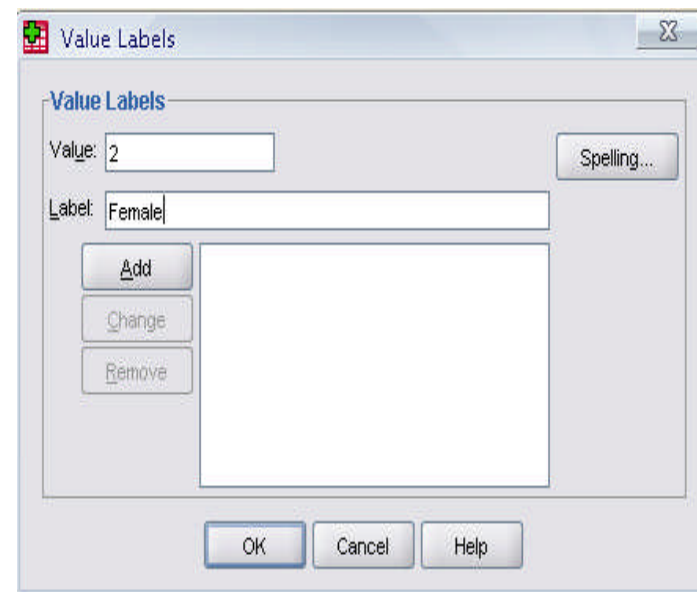 Value Labels
Value Labels
Value: 2
Spelling...
Label: Female
Add
Change
Remove
OK Cancel Help